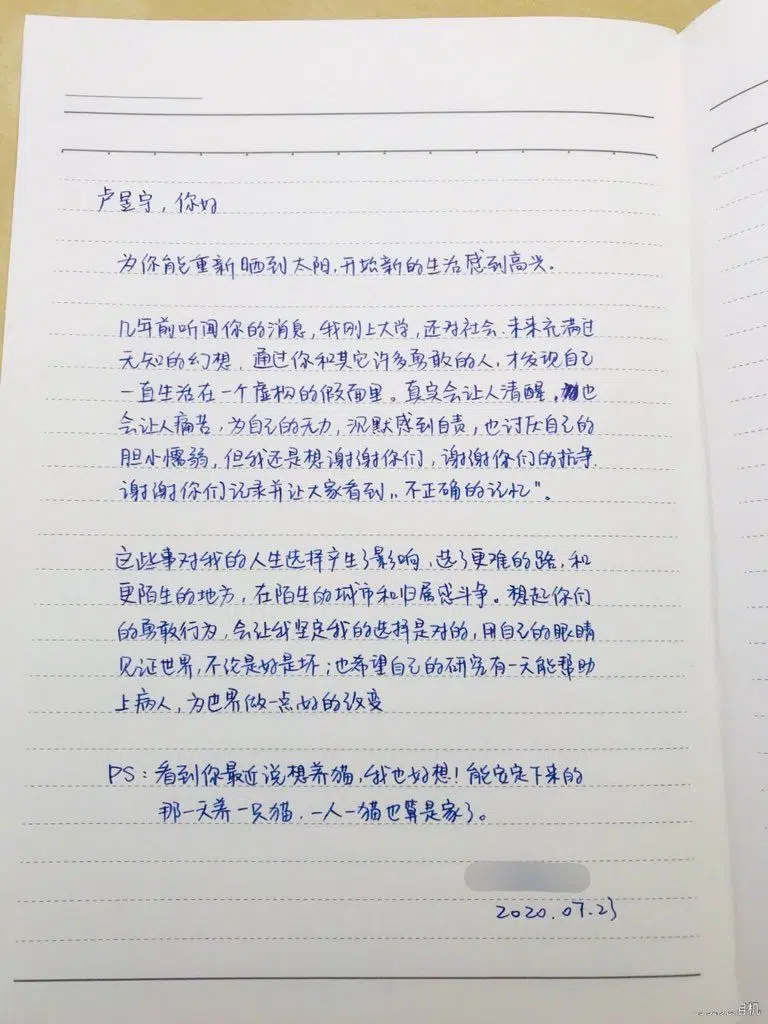 卢昱宁，你好
为你能重新晒到太阳，开始新的生活感到高兴.
几年前听闻你的消息，我刚上大学，还对社会、未来充满过
无知的幻想. 通过你和其它许多勇敢的人，才发现自己
一直生活在一个虚构的假面里。真实会让人清醒，也
会让人痛苦，为自己的无力，沉默感到自责，也讨厌自己的
胆小懦弱，但我还是想谢谢你们，谢谢你们的抗争，
谢谢你们记录并让大家看到„不正确的记忆"。
这些事对我的人生选择产生了影响，选了更难的路，和
更陌生的地方，在陌生的城市和归属感斗争。想起你们
的勇敢行为，会让我坚定我的选择是对的，用自己的眼睛
见证世界，不论是好是坏；也希望自己的研究有一天能帮助
上病人，为世界做一点好的改变
PS：看到你最近说想养猫，我也好想！能安定下来的
那一天养一只猫. 一人一猫也算是家了。
2020.07.23
相机